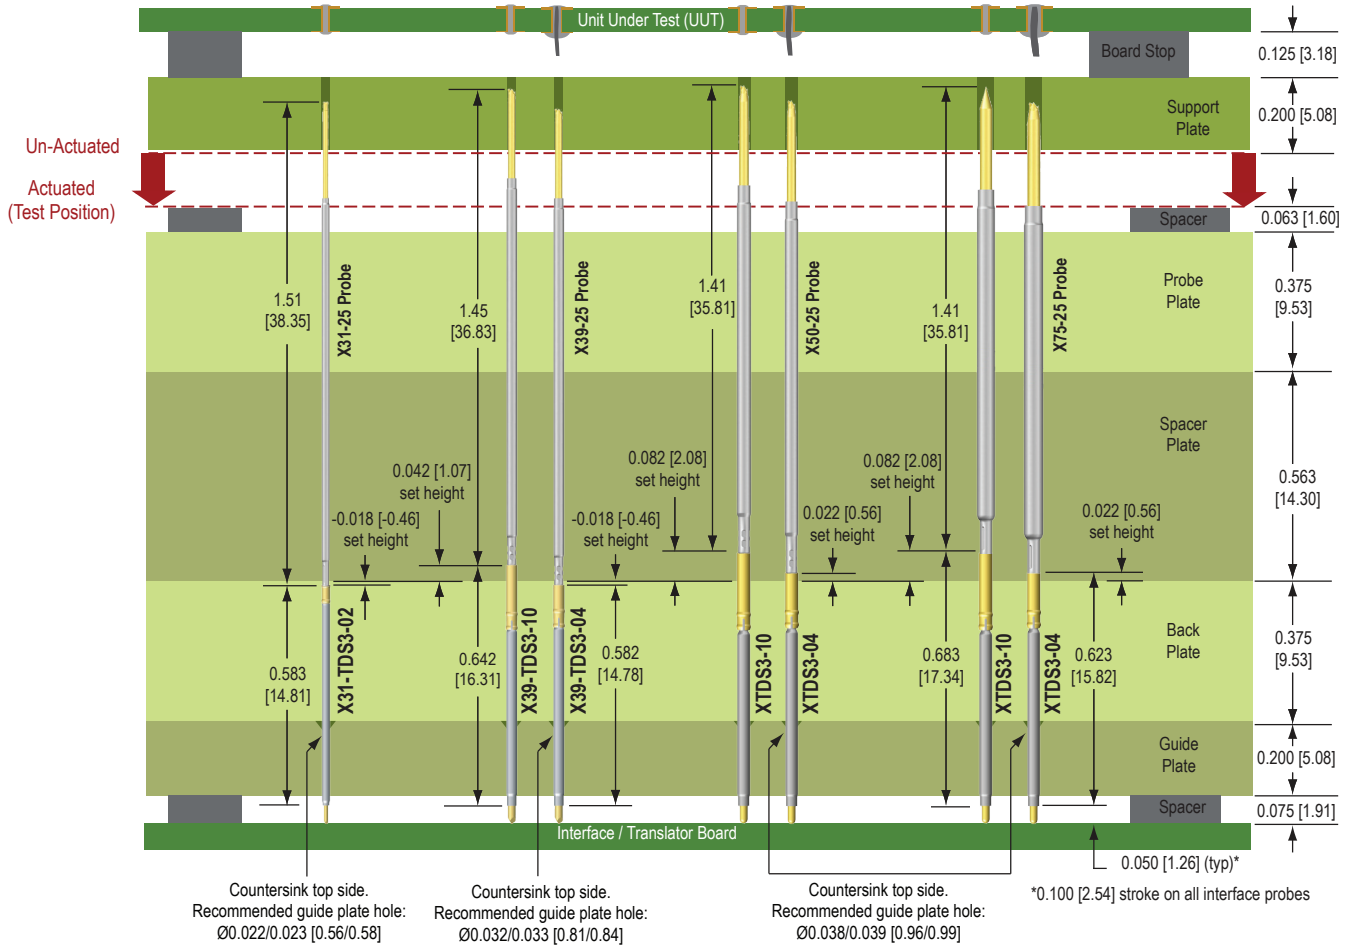 Unit Under Test (UUT)
Board Stop
0.125 [3.18]
Support
Plate
0.200 [5.08]
Un-Actuated
Actuated
(Test Position)
Spacer
0.063 [1.60]
Probe
Plate
0.375
[9.53]
1.51
[38.35]
X31-25 Probe
1.45
[36.83]
X39-25 Probe
1.41
[35.81]
X50-25 Probe
1.41
[35.81]
X75-25 Probe
Spacer
Plate
0.563
[14.30]
0.042 [1.07]
set height
-0.018 [-0.46]
set height
0.082 [2.08]
set height
-0.018 [-0.46]
set height
0.022 [0.56]
set height
0.082 [2.08]
set height
0.022 [0.56]
set height
Back
Plate
0.375
[9.53]
0.583
[14.81]
X31-TDS3-02
0.642
[16.31]
X39-TDS3-10
X39-TDS3-04
0.582
[14.78]
XTDS3-10
XTDS3-04
0.683
[17.34]
XTDS3-10
XTDS3-04
0.623
[15.82]
Guide
Plate
0.200 [5.08]
Spacer
0.075 [1.91]
Interface / Translator Board
0.050 [1.26] (typ)*
*0.100 [2.54] stroke on all interface probes
Countersink top side.
Recommended guide plate hole:
Ø0.022/0.023 [0.56/0.58]
Countersink top side.
Recommended guide plate hole:
Ø0.032/0.033 [0.81/0.84]
Countersink top side.
Recommended guide plate hole:
Ø0.038/0.039 [0.96/0.99]